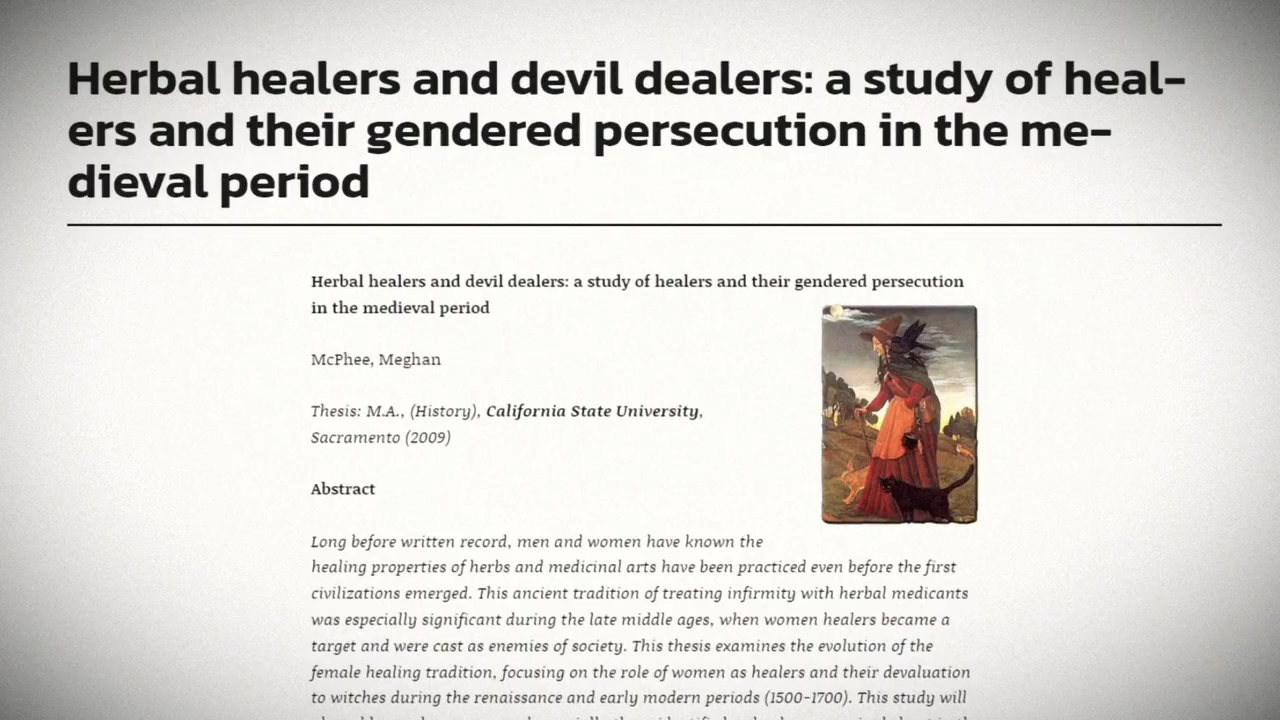 Herbal healers and devil dealers: a study of heal-
ers and their gendered persecution in the me-
dieval period
Herbal healers and devil dealers: a study of healers and their gendered persecution
in the medieval period
McPhee, Meghan
Thesis: M.A., (History), California State University,
Sacramento (2009)
Abstract
Long before written record, men and women have known the
healing properties of herbs and medicinal arts have been practiced even before the first
civilizations emerged. This ancient tradition of treating infirmity with herbal medicants
was especially significant during the late middle ages, when women healers became a
target and were cast as enemies of society. This thesis examines the evolution of the
female healing tradition, focusing on the role of women as healers and their devaluation
to witches during the renaissance and early modern periods (1500-1700). This study will